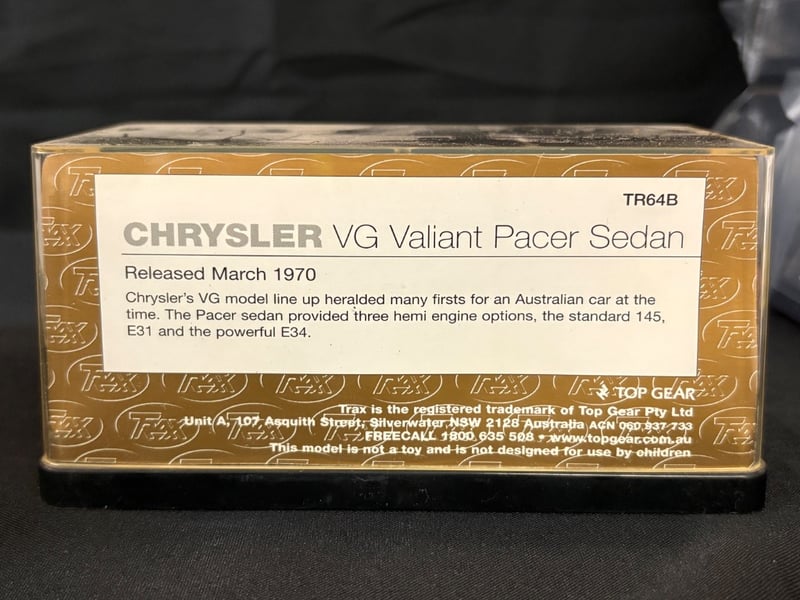 TR64B
CHRYSLER VG Valiant Pacer Sedan
Released March 1970
Chrysler's VG model line up heralded many firsts for an Australian car at the
time. The Pacer sedan provided three hemi engine options, the standard 145,
E31 and the powerful E34.
TOP GEAR
Trax is the registered trademark of Top Gear Pty Ltd
Unit A, 107 Asquith Street, Silverwater NSW 2128 Australia ACN 060 937 733
FREECALL 1800 635 508 • www.topgear.com.au
This model is not a toy and is not designed for use by children